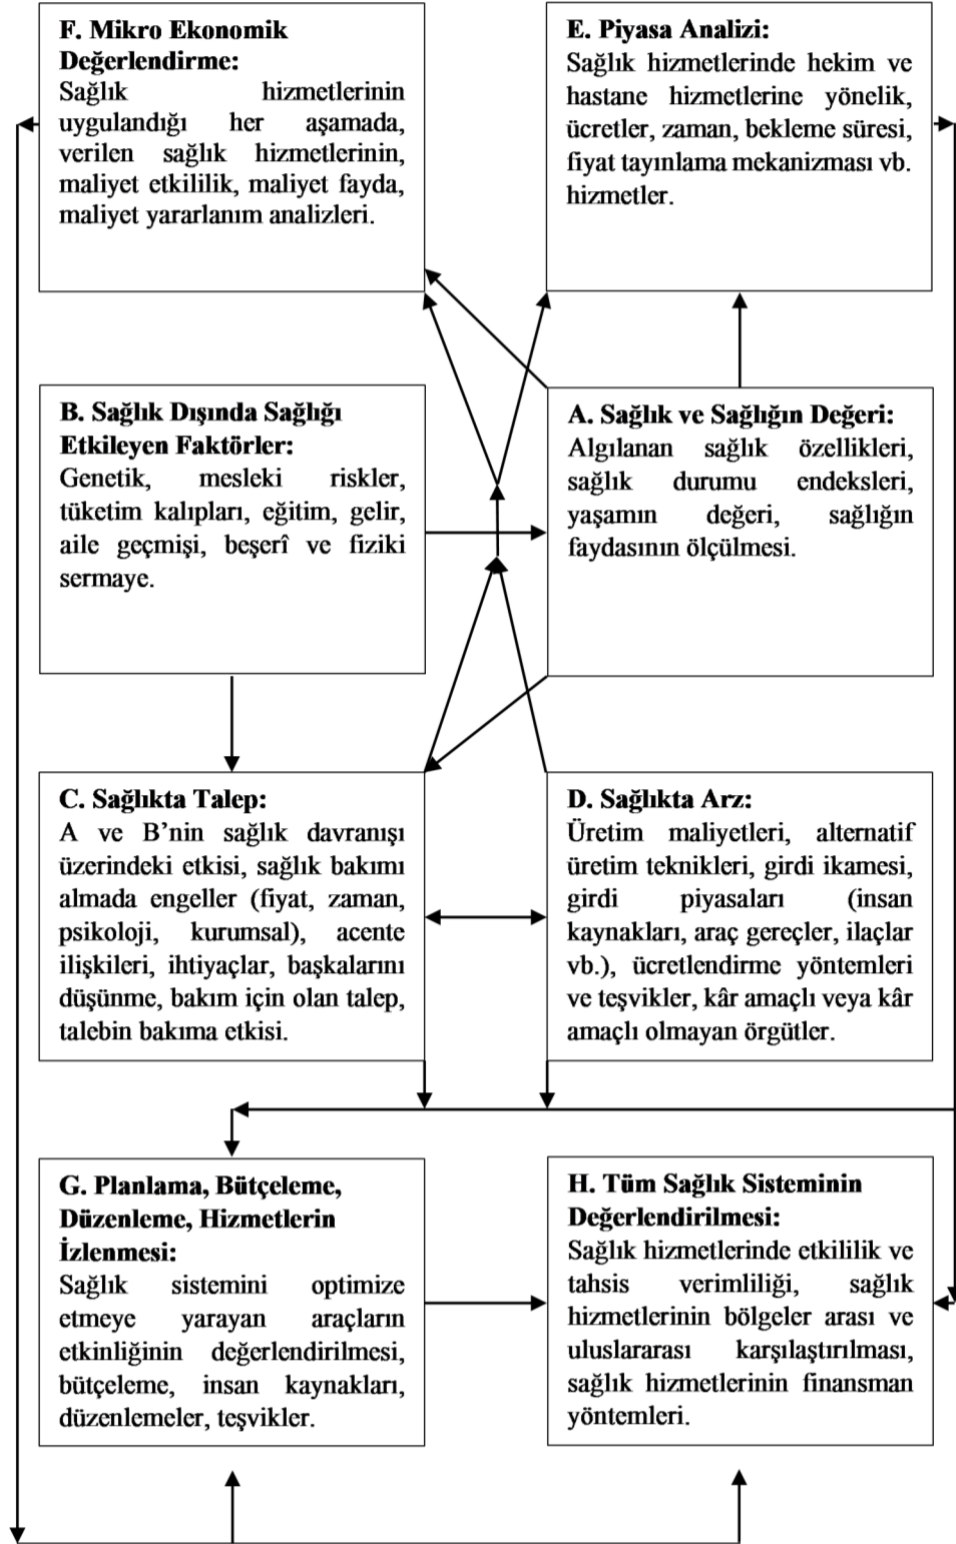 F. Mikro Ekonomik
Değerlendirme:
Sağlık hizmetlerinin
uygulandığı her aşamada,
verilen sağlık hizmetlerinin,
maliyet etkililik, maliyet fayda,
maliyet yararlanım analizleri.
E. Piyasa Analizi:
Sağlık hizmetlerinde hekim ve
hastane hizmetlerine yönelik,
ücretler, zaman, bekleme süresi,
fiyat tayınlama mekanizması vb.
hizmetler.
B. Sağlık Dışında Sağlığı
Etkileyen Faktörler:
Genetik, mesleki riskler,
tüketim kalıpları, eğitim, gelir,
aile geçmişi, beşerî ve fiziki
sermaye.
A. Sağlık ve Sağlığın Değeri:
Algılanan sağlık özellikleri,
sağlık durumu endeksleri,
yaşamın değeri, sağlığın
faydasının ölçülmesi.
C. Sağlıkta Talep:
A ve B’nin sağlık davranışı
üzerindeki etkisi, sağlık bakımı
almada engeller (fiyat, zaman,
psikoloji, kurumsal), acente
ilişkileri, ihtiyaçlar, başkalarını
düşünme, bakım için olan talep,
talebin bakıma etkisi.
D. Sağlıkta Arz:
Üretim maliyetleri, alternatif
üretim teknikleri, girdi ikamesi,
girdi piyasaları (insan
kaynakları, araç gereçler, ilaçlar
vb.), ücretlendirme yöntemleri
ve teşvikler, kâr amaçlı veya kâr
amaçlı olmayan örgütler.
G. Planlama, Bütçeleme,
Düzenleme, Hizmetlerin
İzlenmesi:
Sağlık sistemini optimize
etmeye yarayan araçların
etkinliğinin değerlendirilmesi,
bütçeleme, insan kaynakları,
düzenlemeler, teşvikler.
H. Tüm Sağlık Sisteminin
Değerlendirilmesi:
Sağlık hizmetlerinde etkililik ve
tahsis verimliliği, sağlık
hizmetlerinin bölgeler arası ve
uluslararası karşılaştırılması,
sağlık hizmetlerinin finansman
yöntemleri.